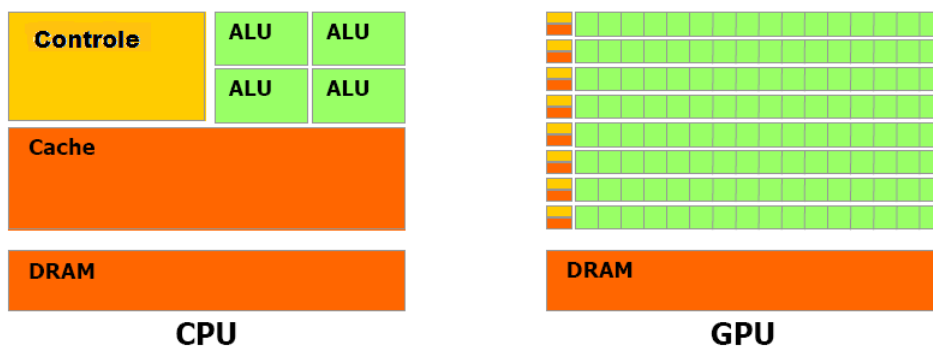 Controle
ALU ALU
ALU ALU
Cache
DRAM
CPU
DRAM
GPU